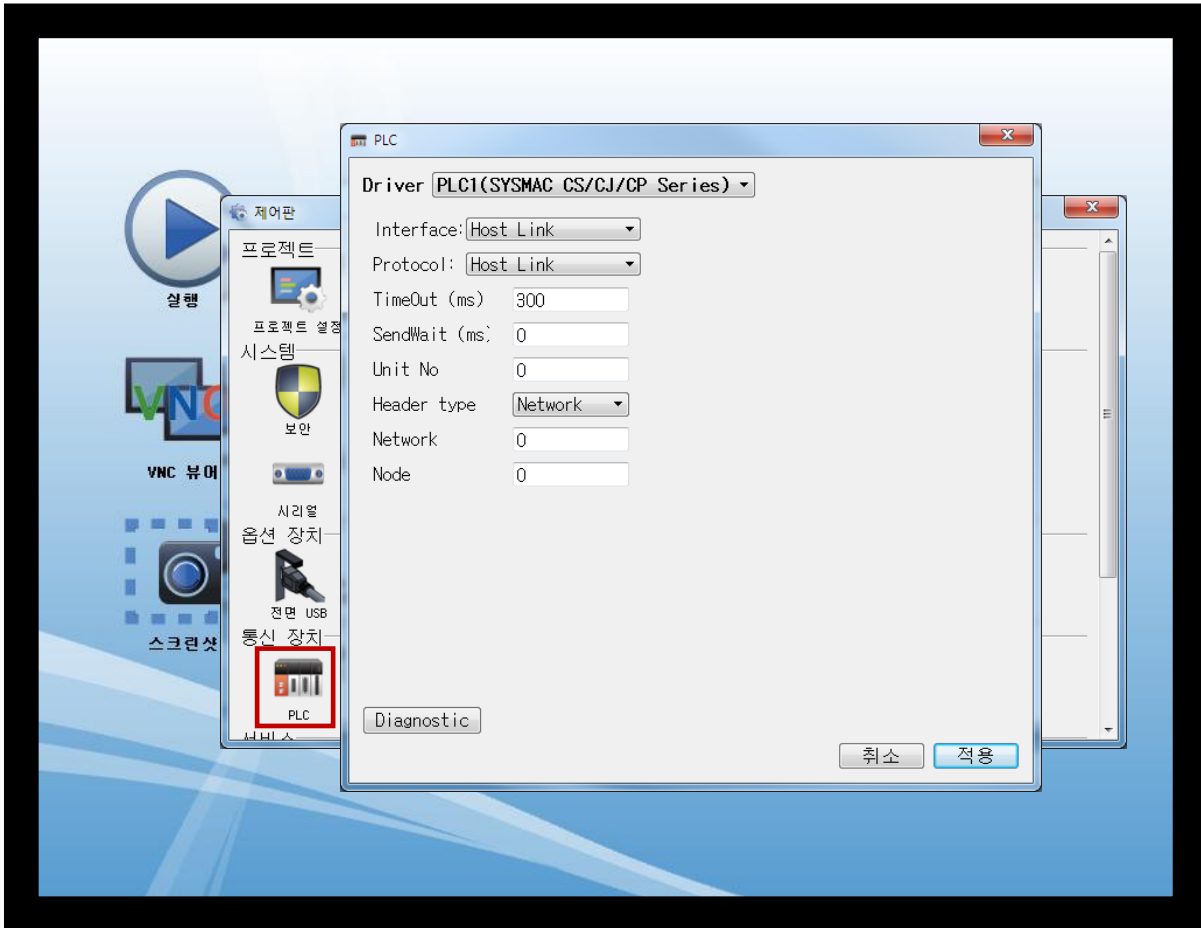 실행
VNC 뷰어
스크린샷
제어판
프로젝트
프로젝트 설정
시스템
보안
시리얼
옵션 장치
전면 USB
통신 장치
PLC
서비스
PLC
Driver PLC1(SYSMAC CS/CJ/CP Series)
Interface: Host Link
Protocol: Host Link
TimeOut (ms) 300
SendWait (ms) 0
Unit No 0
Header type Network
Network 0
Node 0
Diagnostic
취소 적용